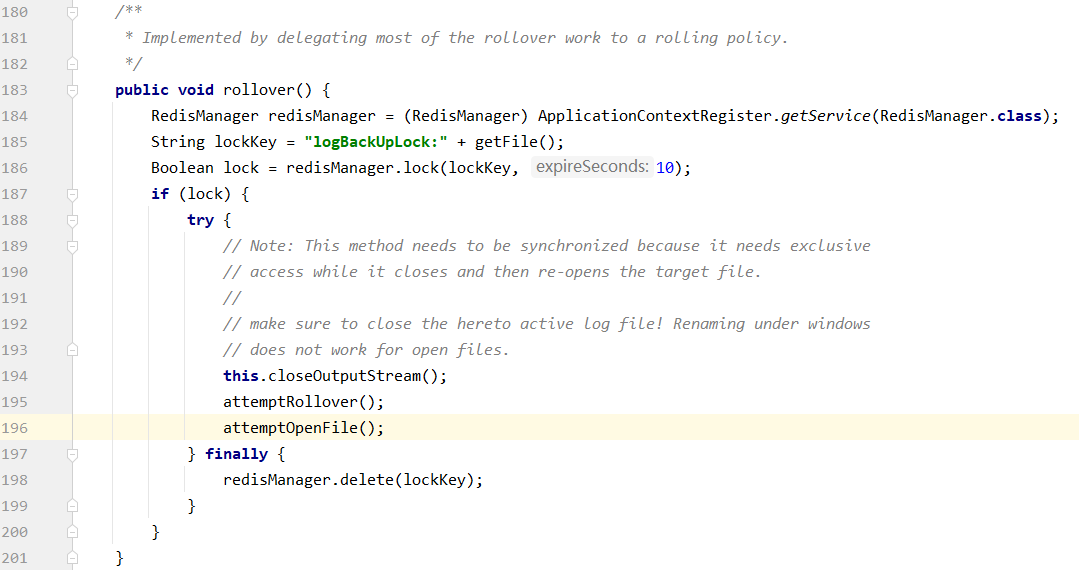 180 /**
181 * Implemented by delegating most of the rollover work to a rolling policy.
182 */
183 public void rollover() {
184 RedisManager redisManager = (RedisManager) ApplicationContextRegister.getService(RedisManager.class);
185 String lockKey = "logBackUpLock:" + getFile();
186 Boolean lock = redisManager.lock(lockKey, expireSeconds: 10);
187 if (lock) {
188 try {
189 // Note: This method needs to be synchronized because it needs exclusive
190 // access while it closes and then re-opens the target file.
191 //
192 // make sure to close the hereto active log file! Renaming under windows
193 // does not work for open files.
194 this.closeOutputStream();
195 attemptRollover();
196 attemptOpenFile();
197 } finally {
198 redisManager.delete(lockKey);
199 }
200 }
201 }